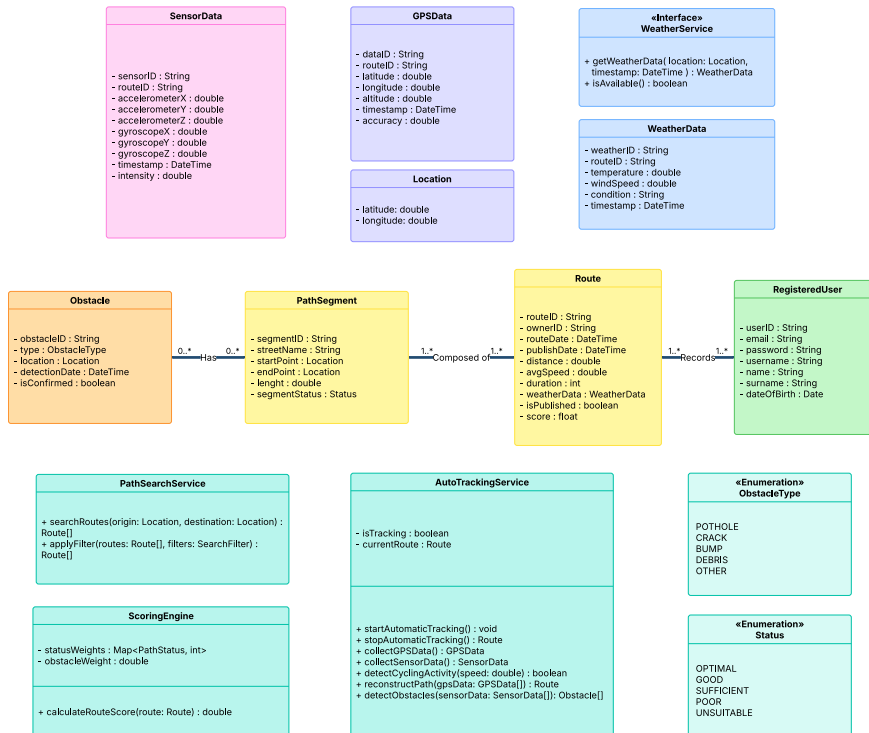 SensorData
- sensorID : String
- routeID : String
- accelerometerX : double
- accelerometerY : double
- accelerometerZ : double
- gyroscopeX : double
- gyroscopeY : double
- gyroscopeZ : double
- timestamp : DateTime
- intensity : double
GPSData
- dataID : String
- routeID : String
- latitude : double
- longitude : double
- altitude : double
- timestamp : DateTime
- accuracy : double
Location
- latitude: double
- longitude: double
«Interface»
WeatherService
+ getWeatherData( location: Location,
timestamp: DateTime ) : WeatherData
+ isAvailable() : boolean
WeatherData
- weatherID : String
- routeID : String
- temperature : double
- windSpeed : double
- condition : String
- timestamp : DateTime
Obstacle
- obstacleID : String
- type : ObstacleType
- location : Location
- detectionDate : DateTime
- isConfirmed : boolean
0..*
Has
0..*
PathSegment
- segmentID : String
- streetName : String
- startPoint : Location
- endPoint : Location
- lenght : double
- segmentStatus : Status
1..*
Composed of
1..*
Route
- routeID : String
- ownerID : String
- routeDate : DateTime
- publishDate : DateTime
- distance : double
- avgSpeed : double
- duration : int
- weatherData : WeatherData
- isPublished : boolean
- score : float
1..*
Records
1..*
RegisteredUser
- userID : String
- email : String
- password : String
- username : String
- name : String
- surname : String
- dateOfBirth : Date
PathSearchService
+ searchRoutes(origin: Location, destination: Location) :
Route[]
+ applyFilter(routes: Route[], filters: SearchFilter) :
Route[]
ScoringEngine
- statusWeights : Map<PathStatus, int>
- obstacleWeight : double
+ calculateRouteScore(route: Route) : double
AutoTrackingService
- isTracking : boolean
- currentRoute : Route
+ startAutomaticTracking() : void
+ stopAutomaticTracking() : Route
+ collectGPSData() : GPSData
+ collectSensorData() : SensorData
+ detectCyclingActivity(speed: double) : boolean
+ reconstructPath(gpsData: GPSData[]) : Route
+ detectObstacles(sensorData: SensorData[]): Obstacle[]
«Enumeration»
ObstacleType
POTHOLE
CRACK
BUMP
DEBRIS
OTHER
«Enumeration»
Status
OPTIMAL
GOOD
SUFFICIENT
POOR
UNSUITABLE